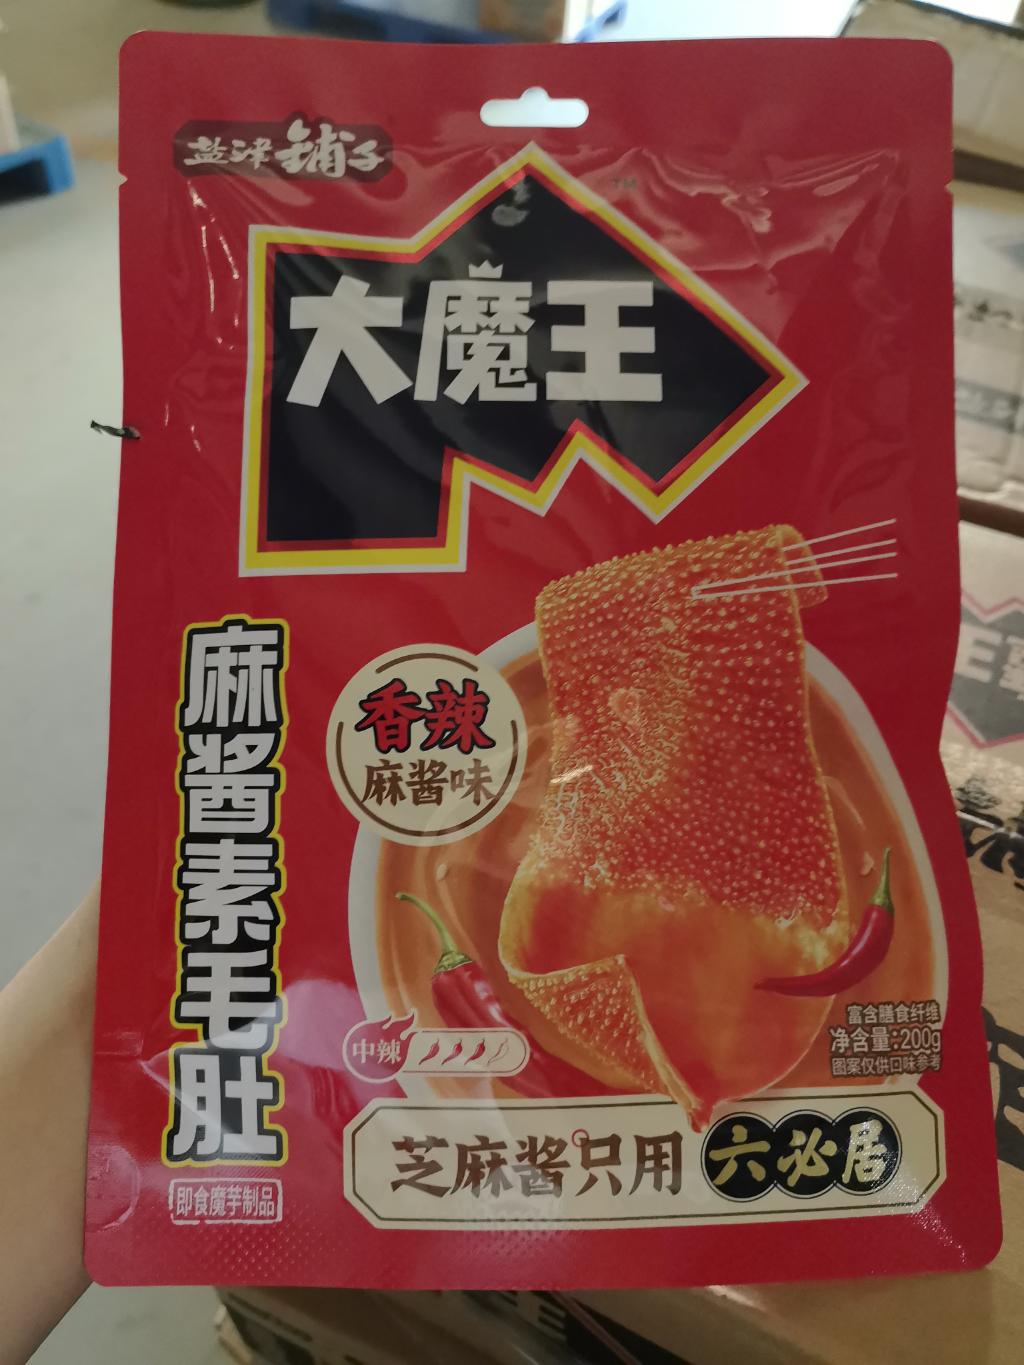 盐津铺子
TM
大魔王
麻酱素毛肚
香辣
麻酱味
中辣
富含膳食纤维
净含量:200g
图案仅供口味参考
芝麻酱只用 六必居
即食魔芋制品